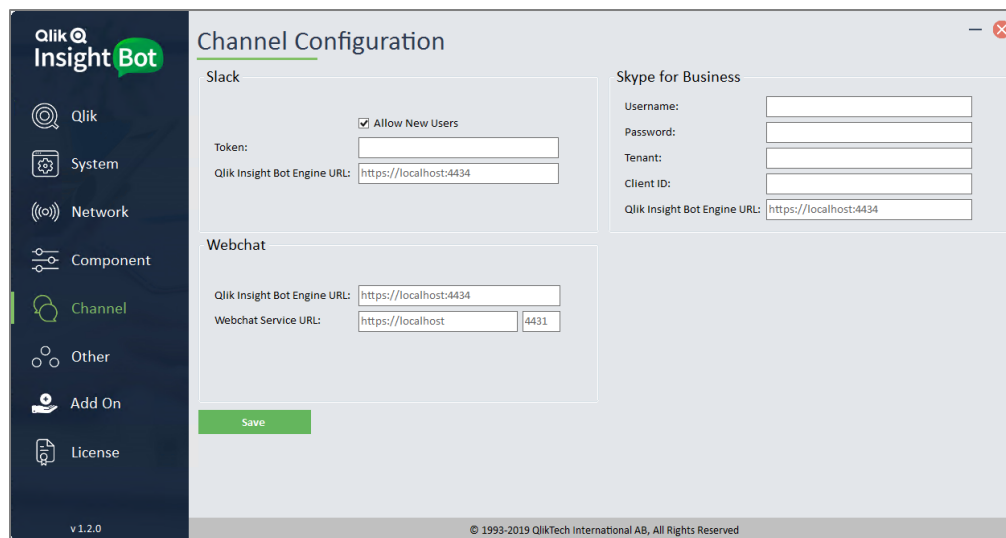 Qlik
Insight Bot
Qlik
System
Network
Component
Channel
Other
Add On
License
v 1.2.0
Channel Configuration
Slack
Allow New Users
Token:
Qlik Insight Bot Engine URL: https://localhost:4434
Skype for Business
Username:
Password:
Tenant:
Client ID:
Qlik Insight Bot Engine URL: https://localhost:4434
Webchat
Qlik Insight Bot Engine URL: https://localhost:4434
Webchat Service URL: https://localhost 4431
Save
© 1993-2019 QlikTech International AB, All Rights Reserved